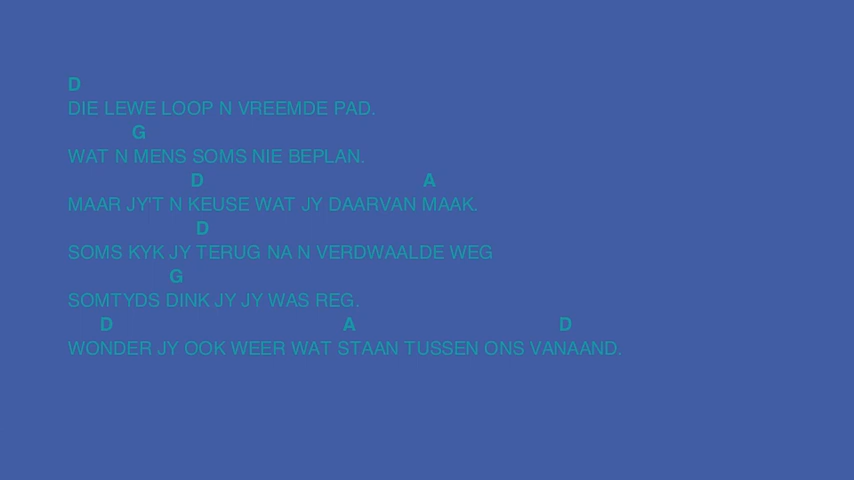 D
DIE LEWE LOOP N VREEMDE PAD.
G
WAT N MENS SOMS NIE BEPLAN.
D A
MAAR JY'T N KEUSE WAT JY DAARVAN MAAK.
D
SOMS KYK JY TERUG NA N VERDWAALDE WEG
G
SOMTYDS DINK JY JY WAS REG.
D A D
WONDER JY OOK WEER WAT STAAN TUSSEN ONS VANAAND.